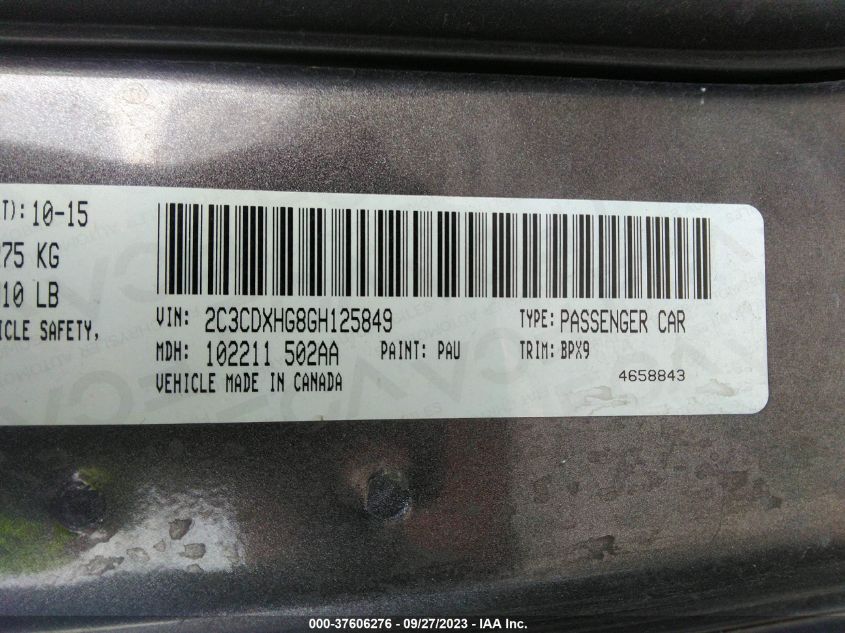 T): 10-15
75 KG
10 LB
ICLE SAFETY,
VIN: 2C3CDXHG8GH125849
TYPE: PASSENGER CAR
MDH: 102211 502AA
PAINT: PAU
TRIM: BPX9
VEHICLE MADE IN CANADA
4658843
000-37606276 - 09/27/2023 - IAA Inc.